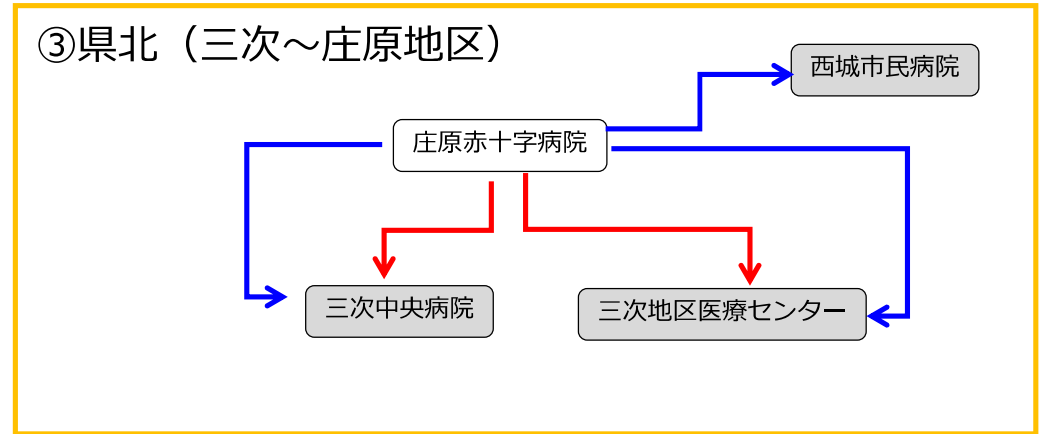 ③県北（三次～庄原地区）
西城市民病院
庄原赤十字病院
三次中央病院
三次地区医療センター